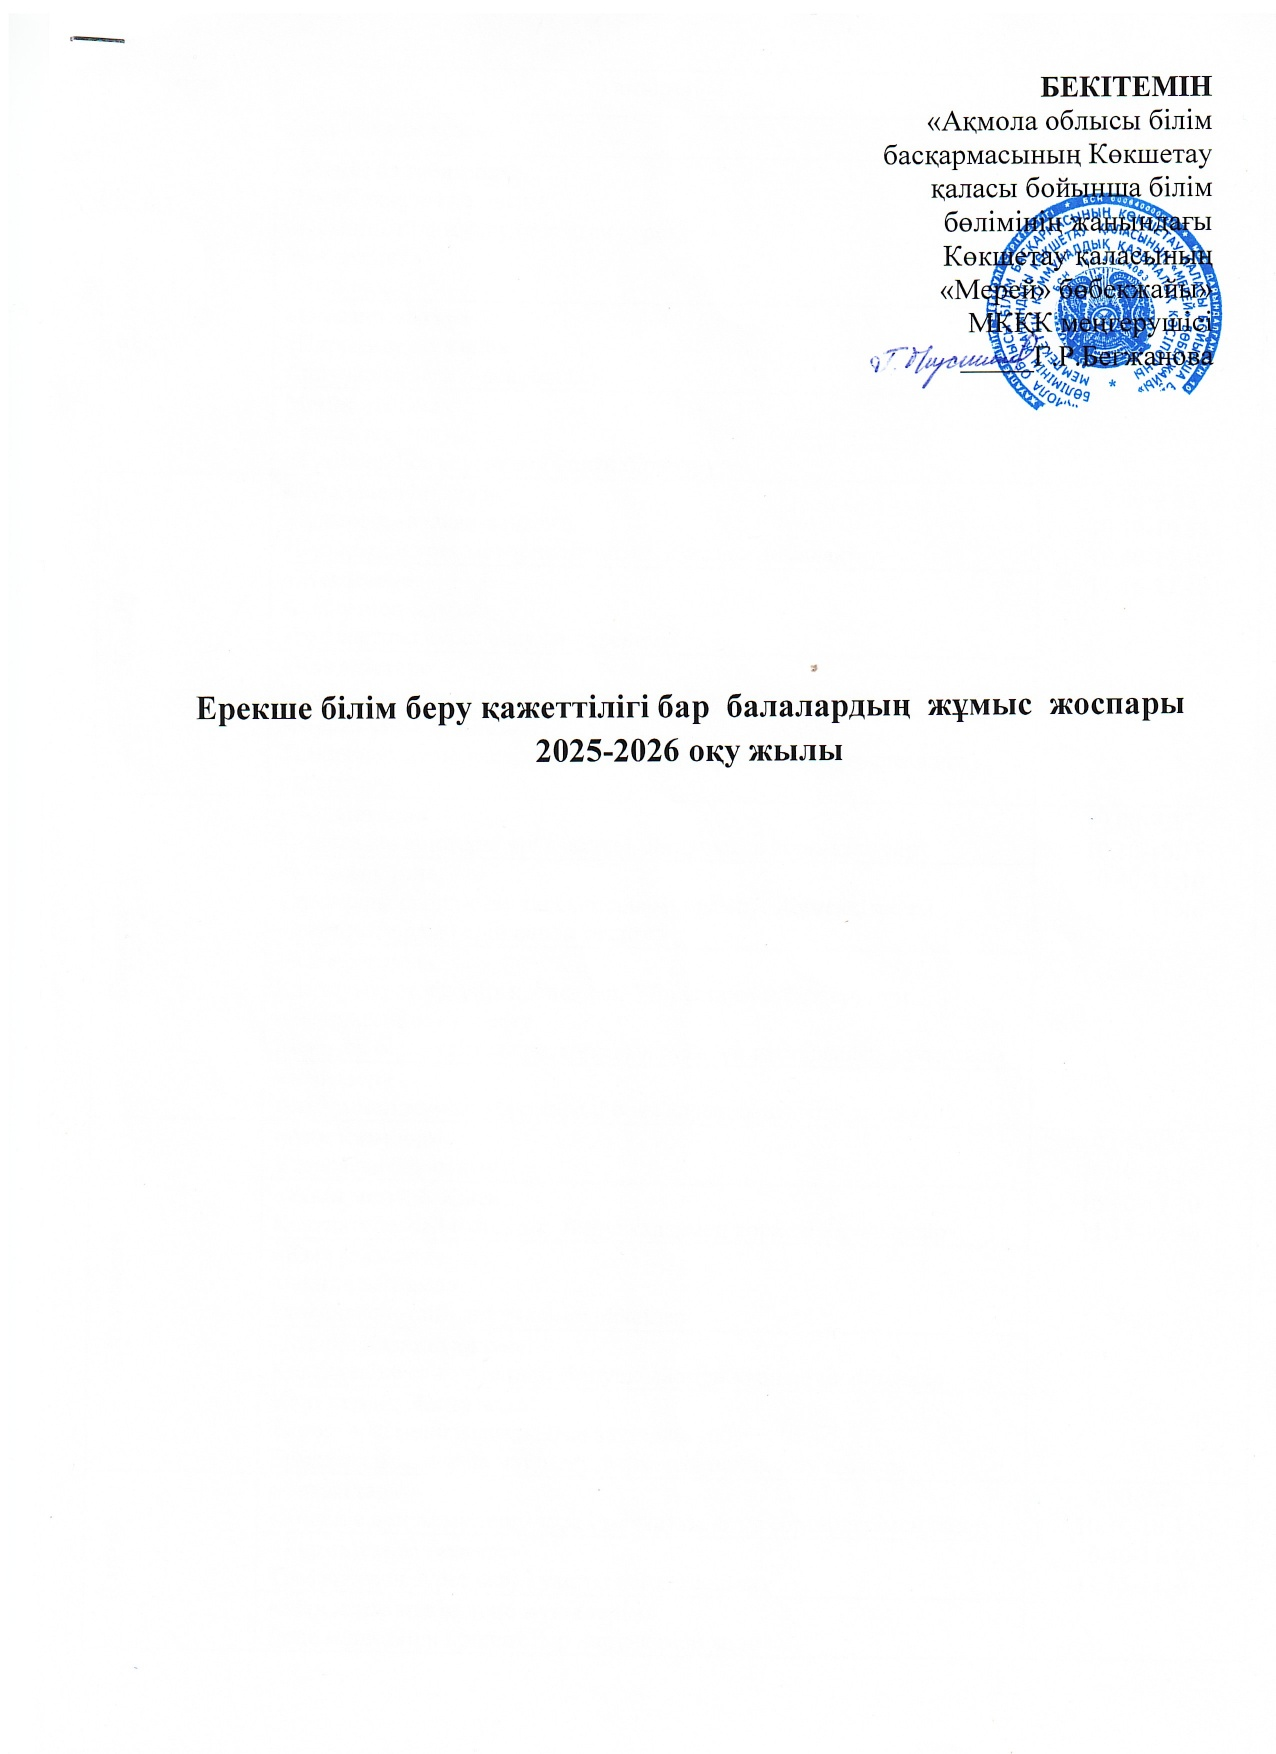 БЕКІТЕМІН
«Ақмола облысы білім
басқармасының Көкшетау
қаласы бойынша білім
бөлімінің жанындағы
Көкшетау қаласының
«Мерей» бөбекжайы»
МКҚК меңгерушісі
Г. Р.Бегжанова
Ерекше білім беру қажеттілігі бар балалардың жұмыс жоспары
2025-2026 оқу жылы